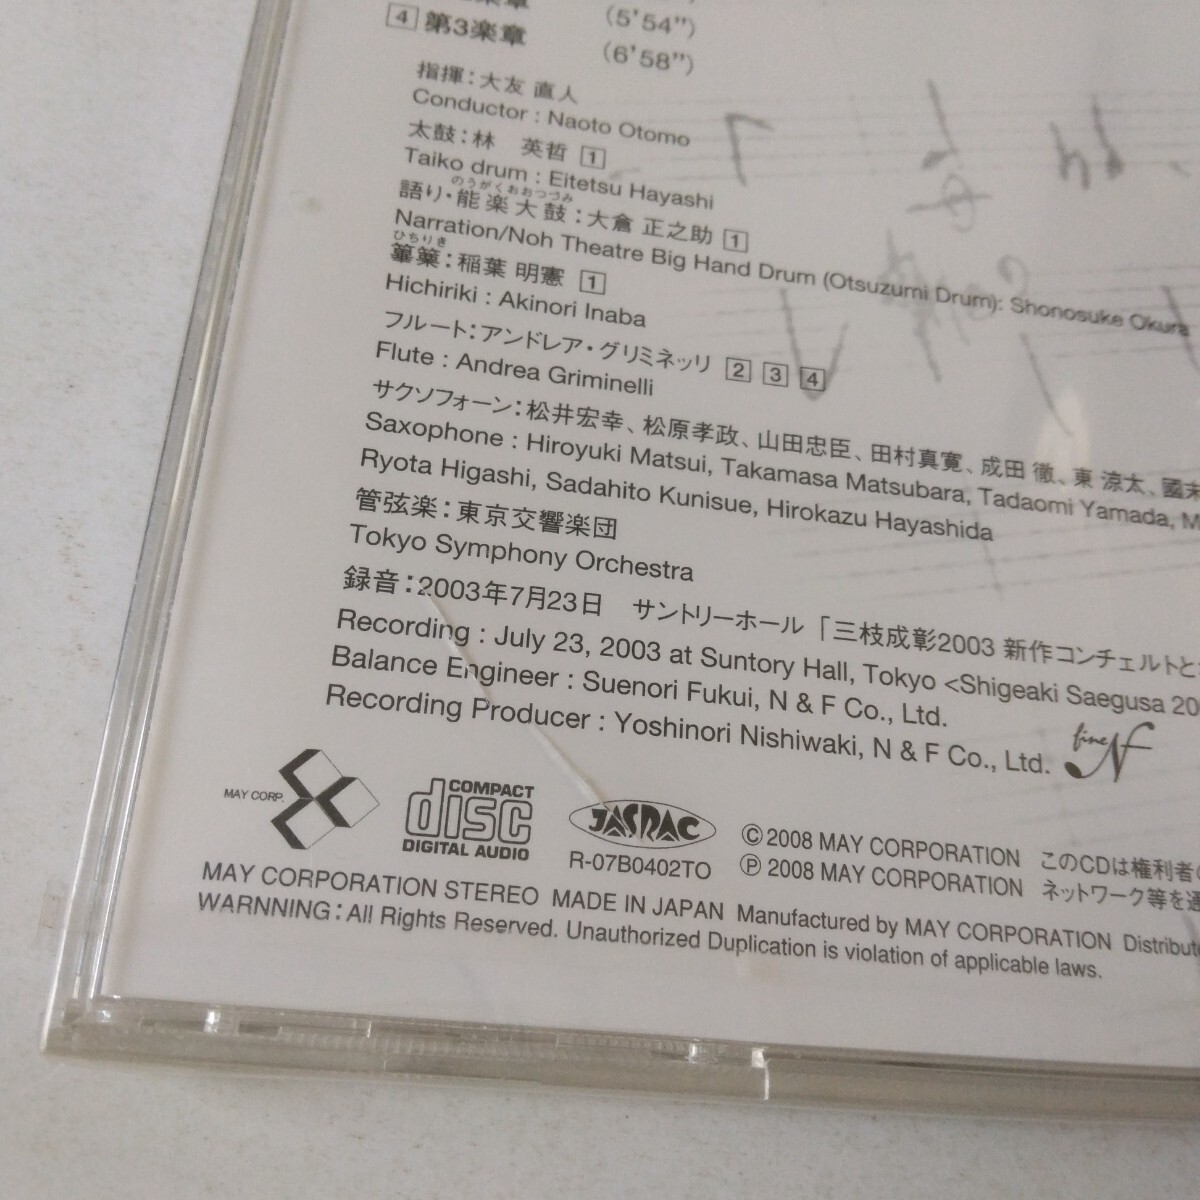 (5'54")
4 第3楽章 (6'58")
指揮：大友 直人
Conductor : Naoto Otomo
太鼓：林 英哲 1
Taiko drum : Eitetsu Hayashi
のうがくおおつづみ
語り・能楽大鼓：大倉 正之助 1
Narration/Noh Theatre Big Hand Drum (Otsuzumi Drum): Shonosuke Okura
ひちりき
篳篥：稲葉 明憲 1
Hichiriki : Akinori Inaba
フルート：アンドレア・グリミネッリ 2 3 4
Flute : Andrea Griminelli
サクソフォーン：松井宏幸、松原孝政、山田忠臣、田村真寛、成田 徹、東 涼太、國末
Saxophone : Hiroyuki Matsui, Takamasa Matsubara, Tadaomi Yamada, M
Ryota Higashi, Sadahito Kunisue, Hirokazu Hayashida
管弦楽：東京交響楽団
Tokyo Symphony Orchestra
録音：2003年7月23日 サントリーホール「三枝成彰2003 新作コンチェルトと
Recording : July 23, 2003 at Suntory Hall, Tokyo <Shigeaki Saegusa 200
Balance Engineer : Suenori Fukui, N & F Co., Ltd.
Recording Producer : Yoshinori Nishiwaki, N & F Co., Ltd.
fine NF
MAY CORP.
COMPACT
disc
DIGITAL AUDIO
JASRAC
R-07B0402TO
Ⓒ 2008 MAY CORPORATION このCDは権利者の
Ⓟ 2008 MAY CORPORATION ネットワーク等を通
MAY CORPORATION STEREO MADE IN JAPAN Manufactured by MAY CORPORATION Distribute
WARNNING : All Rights Reserved. Unauthorized Duplication is violation of applicable laws.